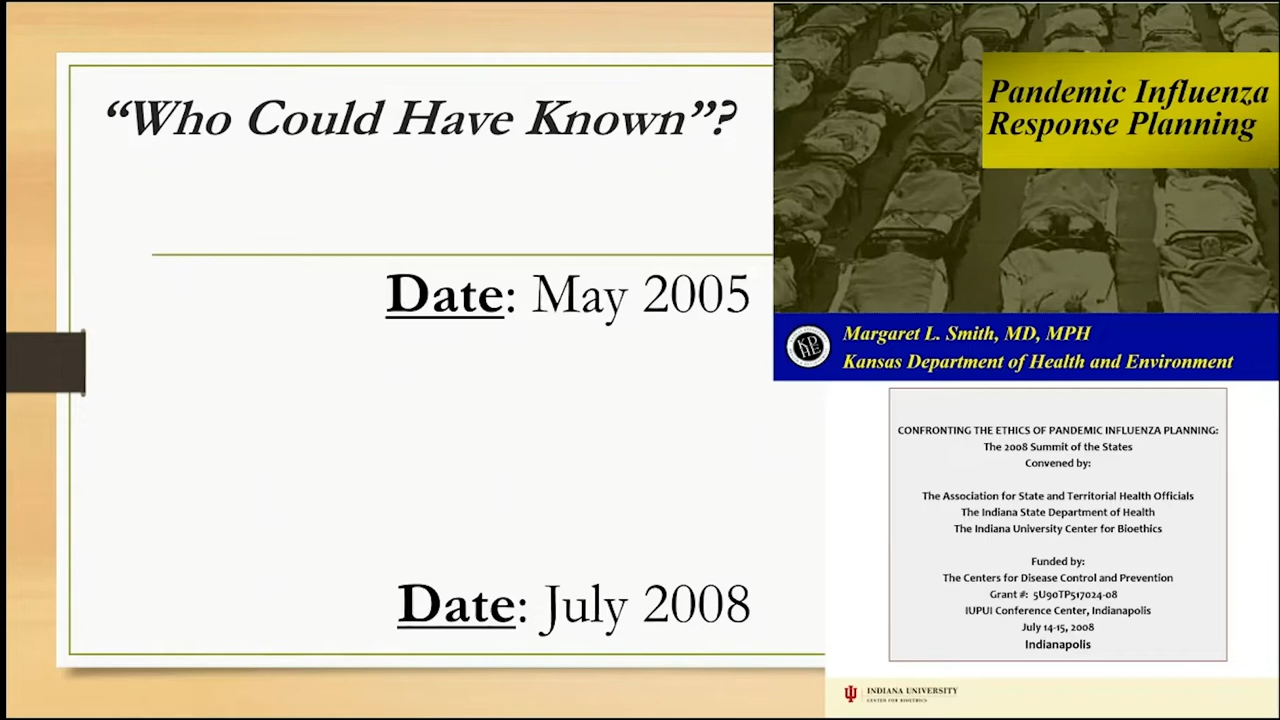 “Who Could Have Known”?
Date: May 2005
Date: July 2008
Pandemic Influenza
Response Planning
Margaret L. Smith, MD, MPH
Kansas Department of Health and Environment
CONFRONTING THE ETHICS OF PANDEMIC INFLUENZA PLANNING:
The 2008 Summit of the States
Convened by:
The Association for State and Territorial Health Officials
The Indiana State Department of Health
The Indiana University Center for Bioethics
Funded by:
The Centers for Disease Control and Prevention
Grant #: 5U90TP517024-08
IUPUI Conference Center, Indianapolis
July 14-15, 2008
Indianapolis
INDIANA UNIVERSITY
CENTER FOR BIOETHICS